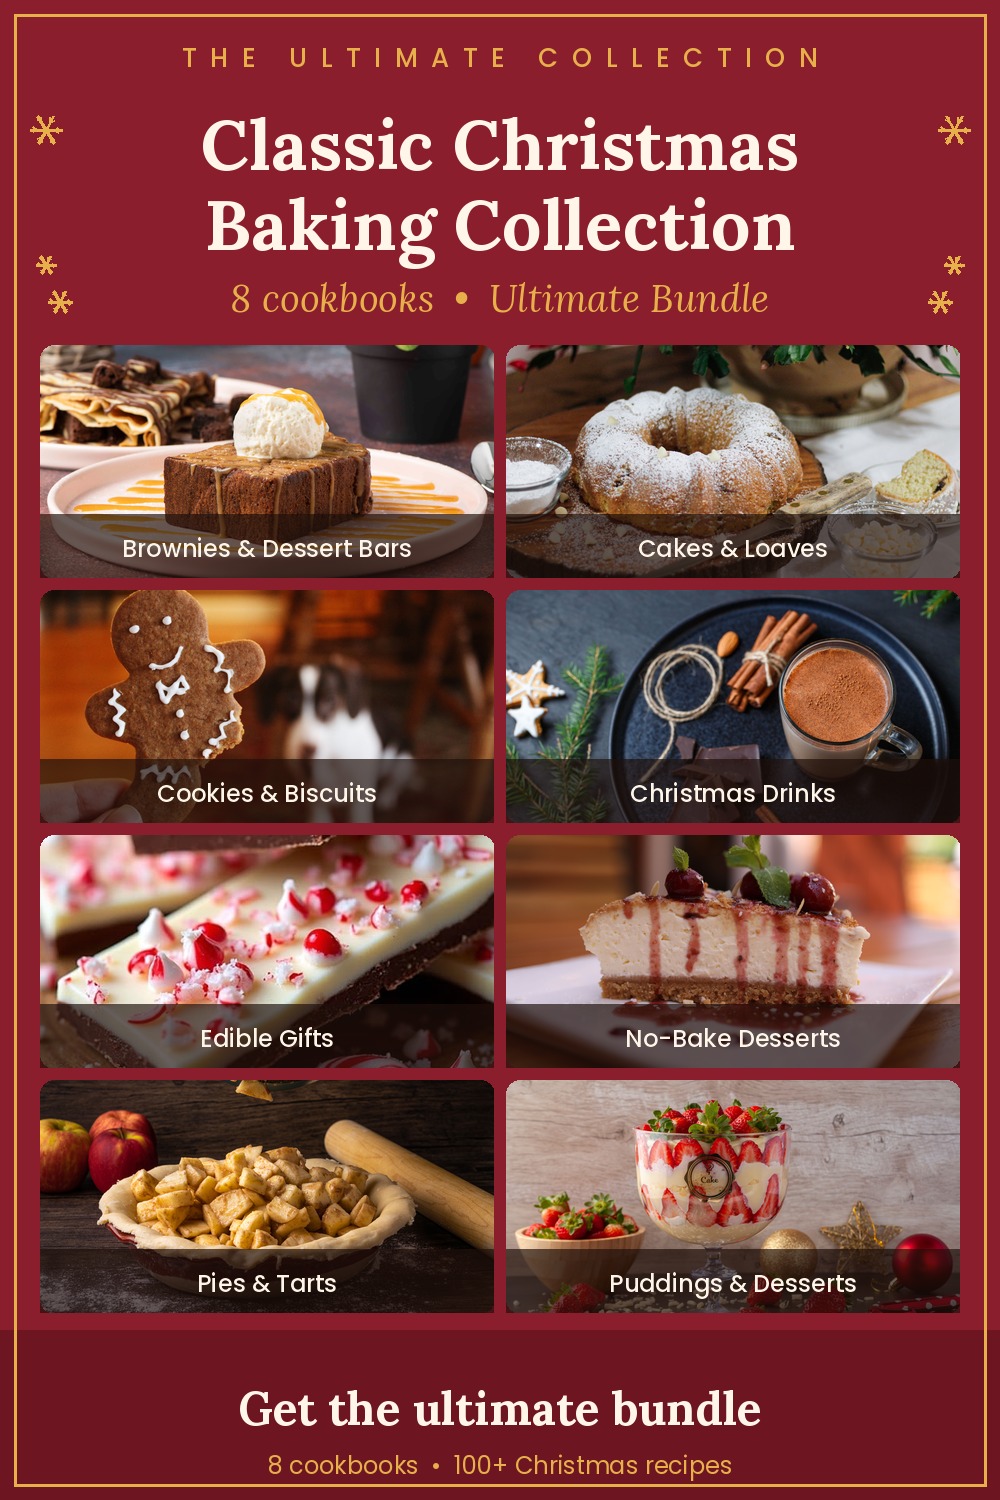 THE ULTIMATE COLLECTION
Classic Christmas
Baking Collection
8 cookbooks • Ultimate Bundle
Brownies & Dessert Bars
Cakes & Loaves
Cookies & Biscuits
Christmas Drinks
Edible Gifts
No-Bake Desserts
Pies & Tarts
Cake
Puddings & Desserts
Get the ultimate bundle
8 cookbooks • 100+ Christmas recipes